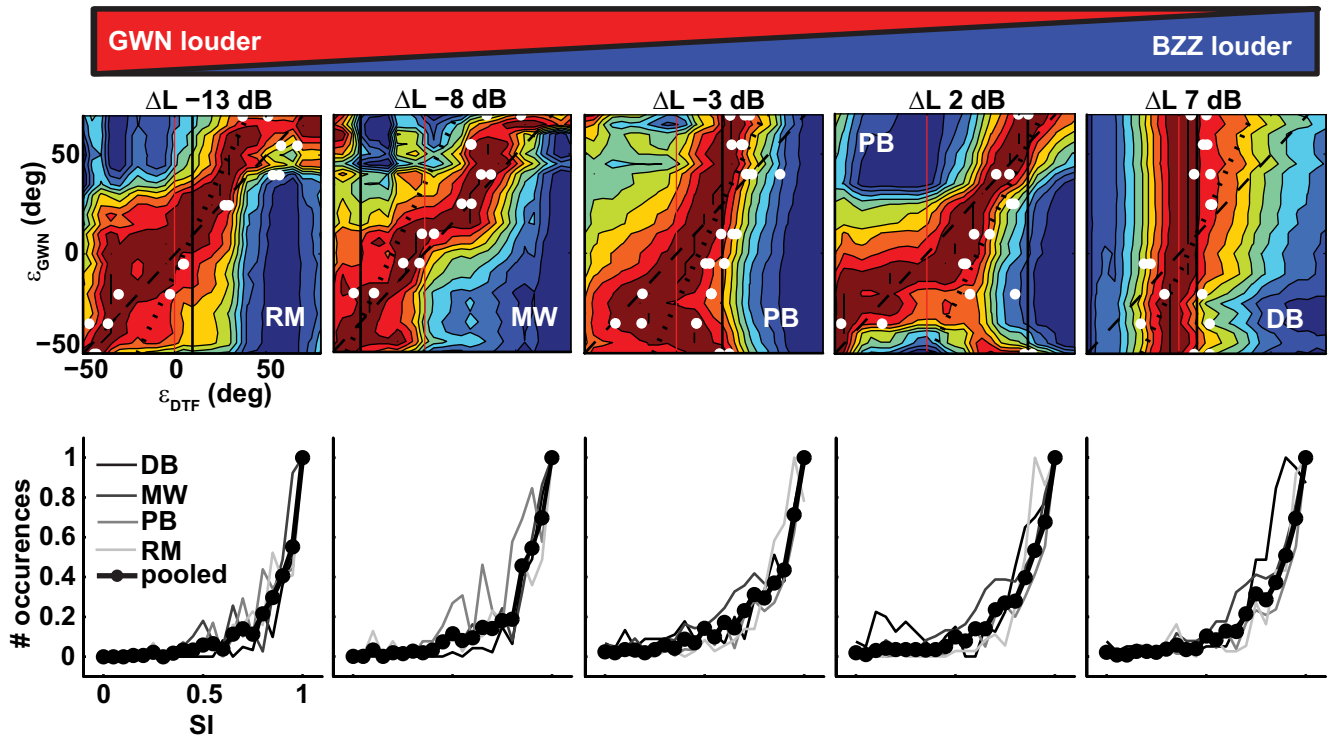 GWN louder
BZZ louder
ΔL −13 dB
ΔL −8 dB
ΔL −3 dB
ΔL 2 dB
ΔL 7 dB
50
0
−50
εGWN (deg)
−50 0 50
εDTF (deg)
RM
MW
PB
PB
DB
1
0.8
0.6
0.4
0.2
0
# occurences
DB
MW
PB
RM
pooled
0 0.5 1
SI